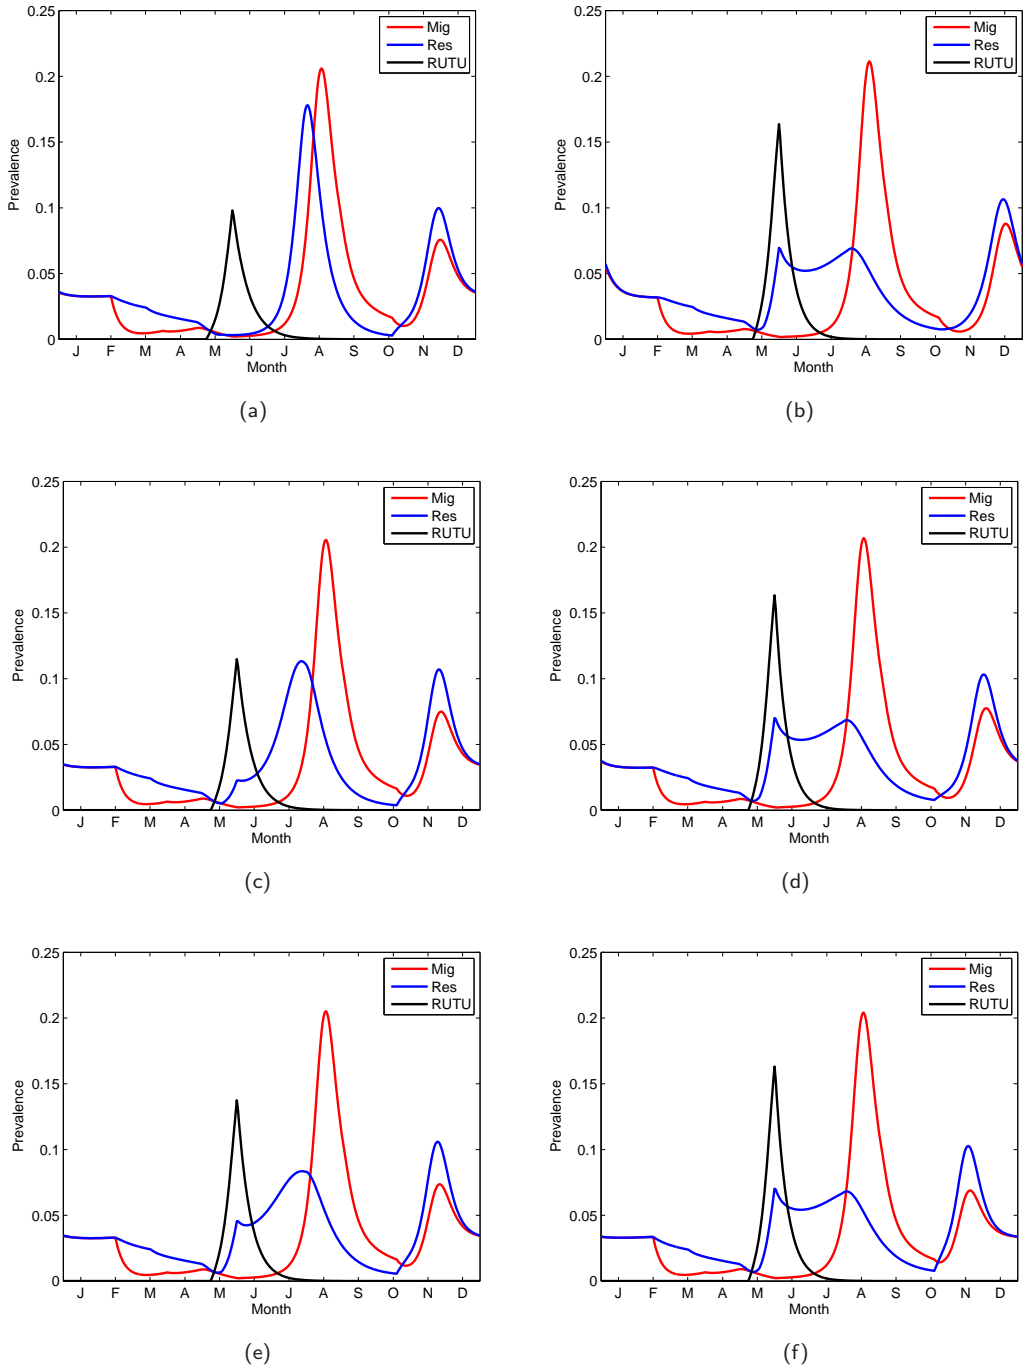 0.25
0.2
0.15
0.1
0.05
0
Prevalence
Mig
Res
RUTU
J F M A M J J A S O N D
Month
(a)
0.25
0.2
0.15
0.1
0.05
0
Prevalence
Mig
Res
RUTU
J F M A M J J A S O N D
Month
(b)
0.25
0.2
0.15
0.1
0.05
0
Prevalence
Mig
Res
RUTU
J F M A M J J A S O N D
Month
(c)
0.25
0.2
0.15
0.1
0.05
0
Prevalence
Mig
Res
RUTU
J F M A M J J A S O N D
Month
(d)
0.25
0.2
0.15
0.1
0.05
0
Prevalence
Mig
Res
RUTU
J F M A M J J A S O N D
Month
(e)
0.25
0.2
0.15
0.1
0.05
0
Prevalence
Mig
Res
RUTU
J F M A M J J A S O N D
Month
(f)